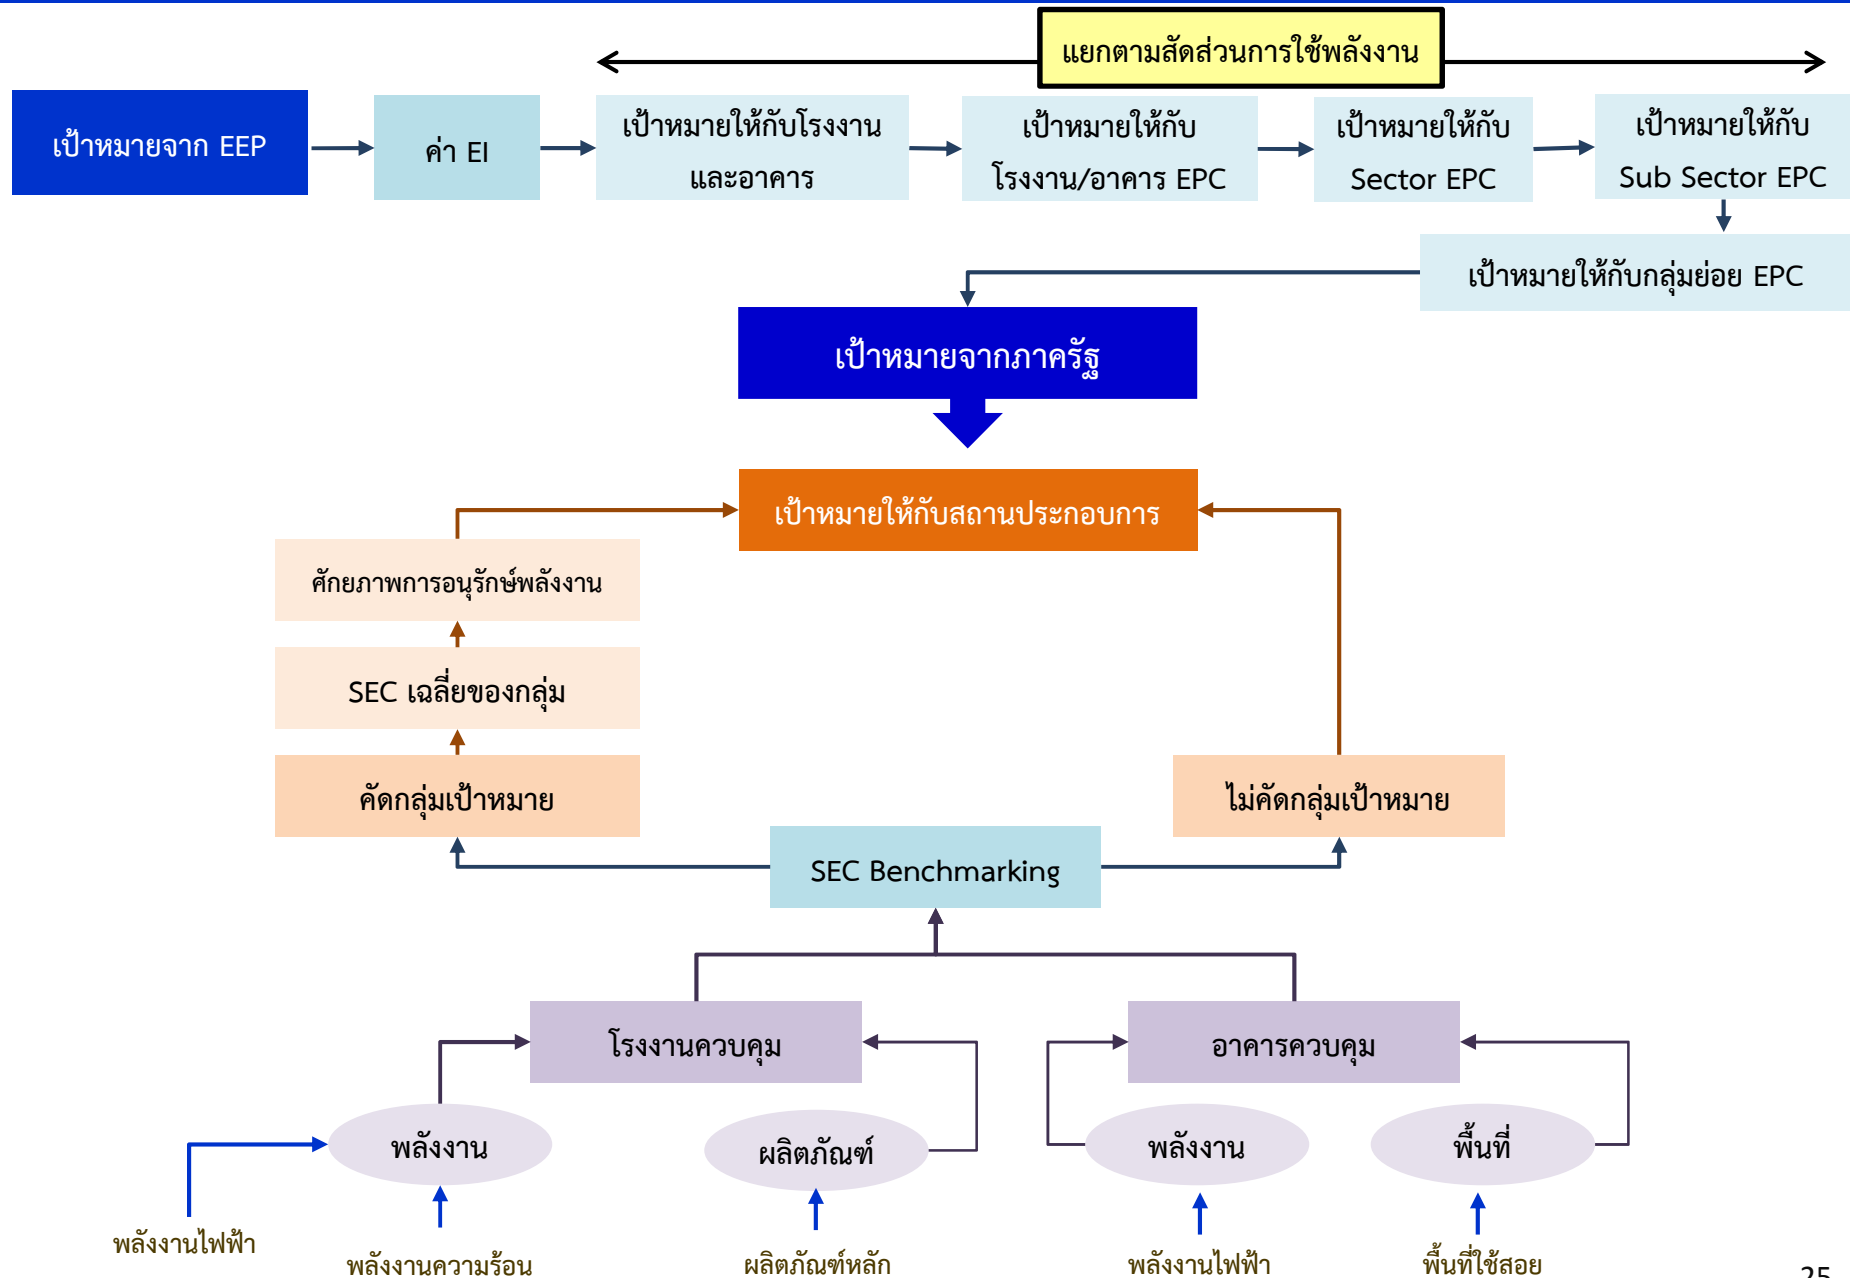 แยกตามสัดส่วนการใช้พลังงาน
เป้าหมายจาก EEP
ค่า EI
เป้าหมายให้กับโรงงาน
และอาคาร
เป้าหมายให้กับ
โรงงาน/อาคาร EPC
เป้าหมายให้กับ
Sector EPC
เป้าหมายให้กับ
Sub Sector EPC
เป้าหมายให้กับกลุ่มย่อย EPC
เป้าหมายจากภาครัฐ
เป้าหมายให้กับสถานประกอบการ
ศักยภาพการอนุรักษ์พลังงาน
SEC เฉลี่ยของกลุ่ม
คัดกลุ่มเป้าหมาย
ไม่คัดกลุ่มเป้าหมาย
SEC Benchmarking
โรงงานควบคุม
อาคารควบคุม
พลังงาน
ผลิตภัณฑ์
พลังงาน
พื้นที่
พลังงานไฟฟ้า
พลังงานความร้อน
ผลิตภัณฑ์หลัก
พลังงานไฟฟ้า
พื้นที่ใช้สอย
25